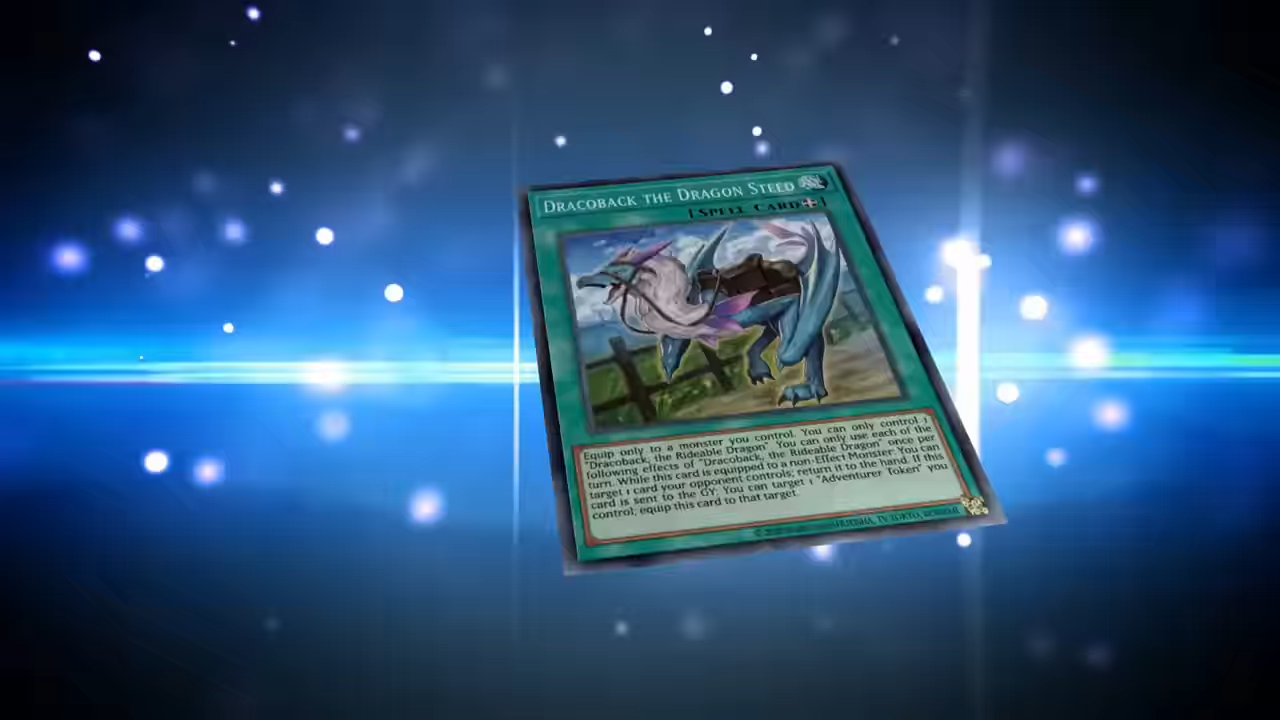 DRACOBACK THE DRAGON STEED
[SPELL CARD]
Equip only to a monster you control. You can only control 1
"Dracoback, the Rideable Dragon" You can only use each of the
following effects of "Dracoback, the Rideable Dragon" once per
turn. While this card is equipped to a non-Effect Monster: You can
target 1 card your opponent controls; return it to the hand. If this
card is sent to the GY: You can target 1 "Adventurer Token" you
control; equip this card to that target.
TV TOKYO, KONAMI